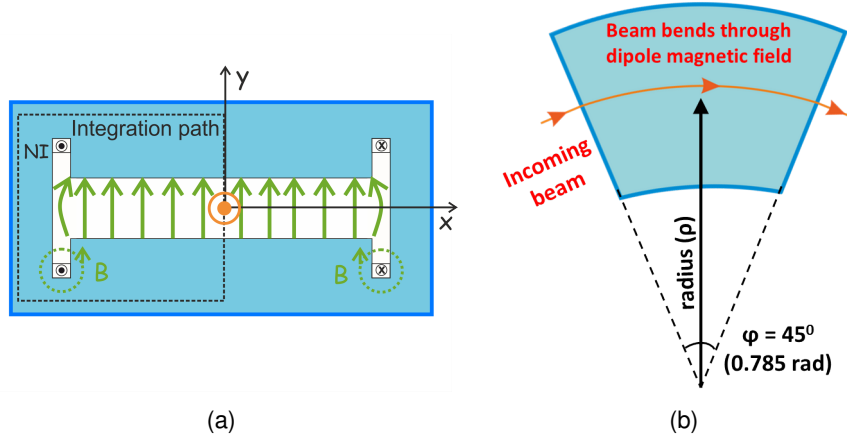 y
Integration path
NI
x
B
B
(a)
Beam bends through
dipole magnetic field
Incoming
beam
radius (ρ)
φ = 45⁰
(0.785 rad)
(b)